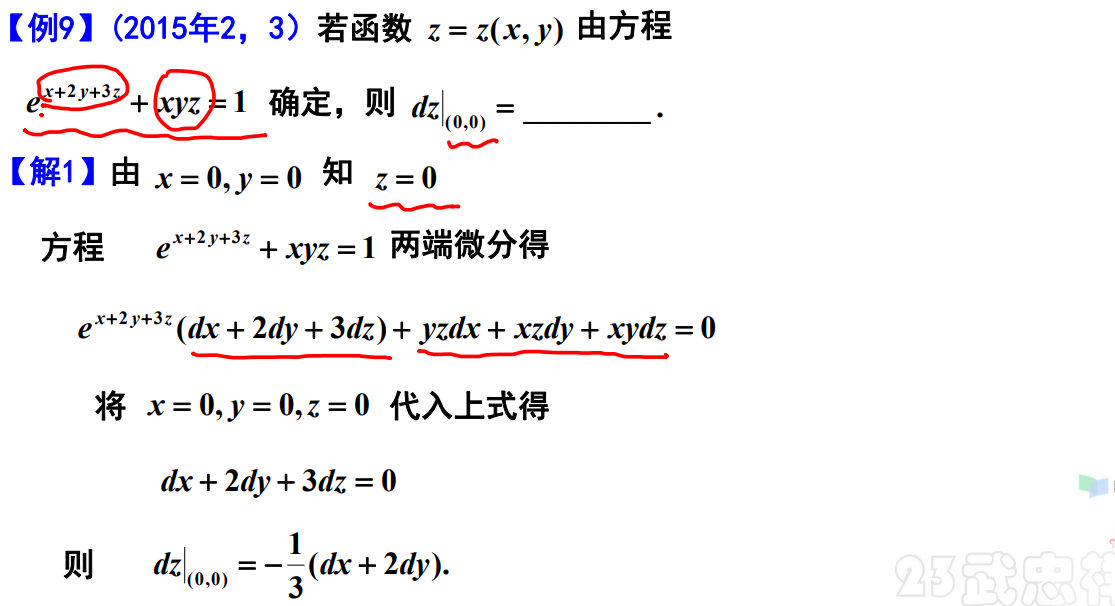 【例9】(2015年2，3）若函数 z = z(x, y) 由方程
e^{x+2y+3z} + xyz = 1 确定，则 dz|_{(0,0)} = ________ .
【解1】由 x = 0, y = 0 知 z = 0
方程 e^{x+2y+3z} + xyz = 1 两端微分得
e^{x+2y+3z}(dx + 2dy + 3dz) + yzdx + xzdy + xydz = 0
将 x = 0, y = 0, z = 0 代入上式得
dx + 2dy + 3dz = 0
则 dz|_{(0,0)} = -\frac{1}{3}(dx + 2dy).
23武忠祥